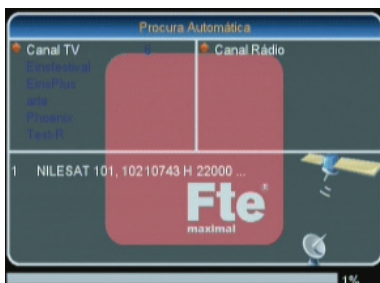 Procura Automática
Canal TV 8 Canal Rádio
Einsfestival
EinsPlus
arte
Phoenix
Test-R
1 NILESAT 101, 10210743 H 22000 ...
Fte
maximal
1%